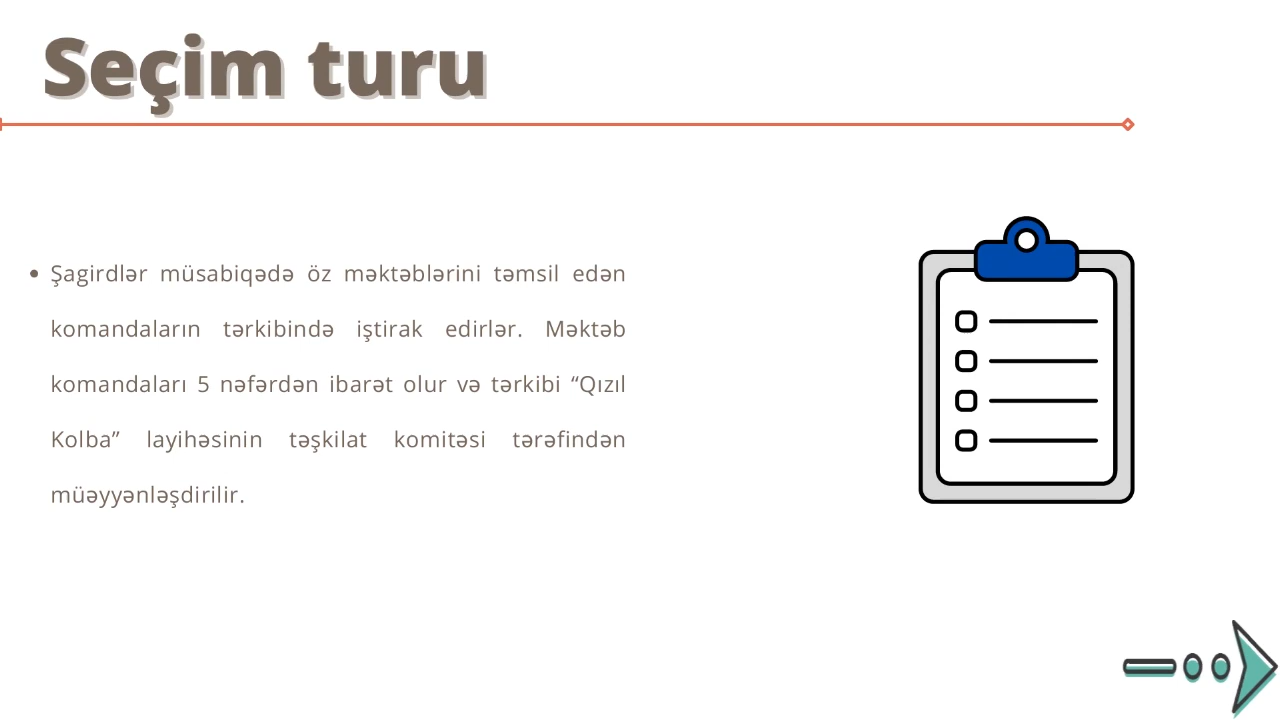 Seçim turu
• Şagirdlər müsabiqədə öz məktəblərini təmsil edən
komandaların tərkibində iştirak edirlər. Məktəb
komandaları 5 nəfərdən ibarət olur və tərkibi “Qızıl
Kolba” layihəsinin təşkilat komitəsi tərəfindən
müəyyənləşdirilir.